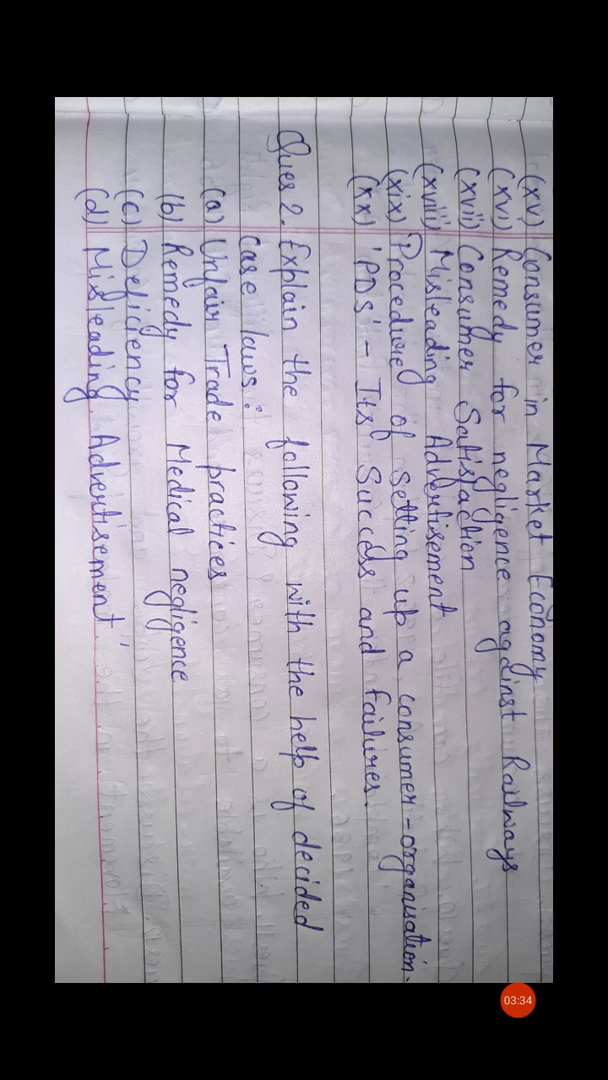 (xv) Consumer in Market Economy
(xvi) Remedy for negligence against Railways
(xvii) Consumer Satisfaction
(xviii) Misleading Advertisement
(xix) Procedure of setting up a consumer-organisation.
(xx) 'PDS' - Its Success and failures.
Ques 2. Explain the following with the help of decided
case laws:
(a) Unfair Trade practices
(b) Remedy for Medical negligence
(c) Deficiency
(d) Misleading Advertisement
03:34